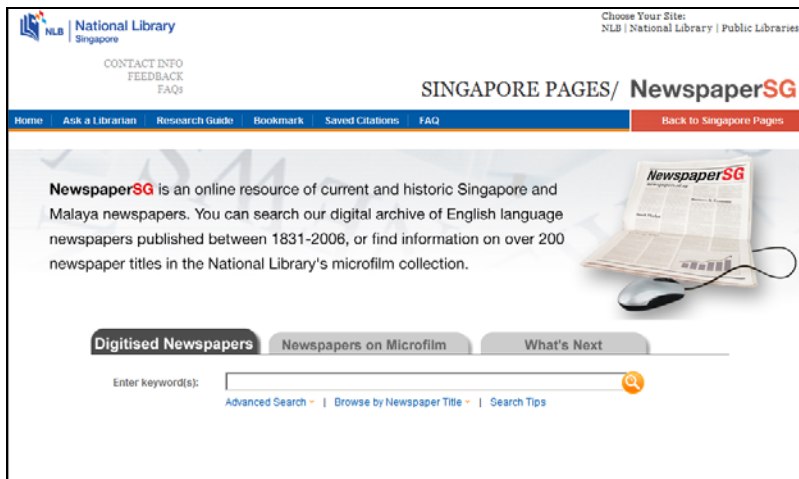 Choose Your Site:
NLB | National Library | Public Libraries
NLB | National Library
Singapore
CONTACT INFO
FEEDBACK
FAQs
SINGAPORE PAGES/ NewspaperSG
Home | Ask a Librarian | Research Guide | Bookmark | Saved Citations | FAQ
Back to Singapore Pages
NewspaperSG is an online resource of current and historic Singapore and
Malaya newspapers. You can search our digital archive of English language
newspapers published between 1831-2006, or find information on over 200
newspaper titles in the National Library's microfilm collection.
NewspaperSG
Digitised Newspapers
Newspapers on Microfilm
What's Next
Enter keyword(s):
Advanced Search | Browse by Newspaper Title | Search Tips